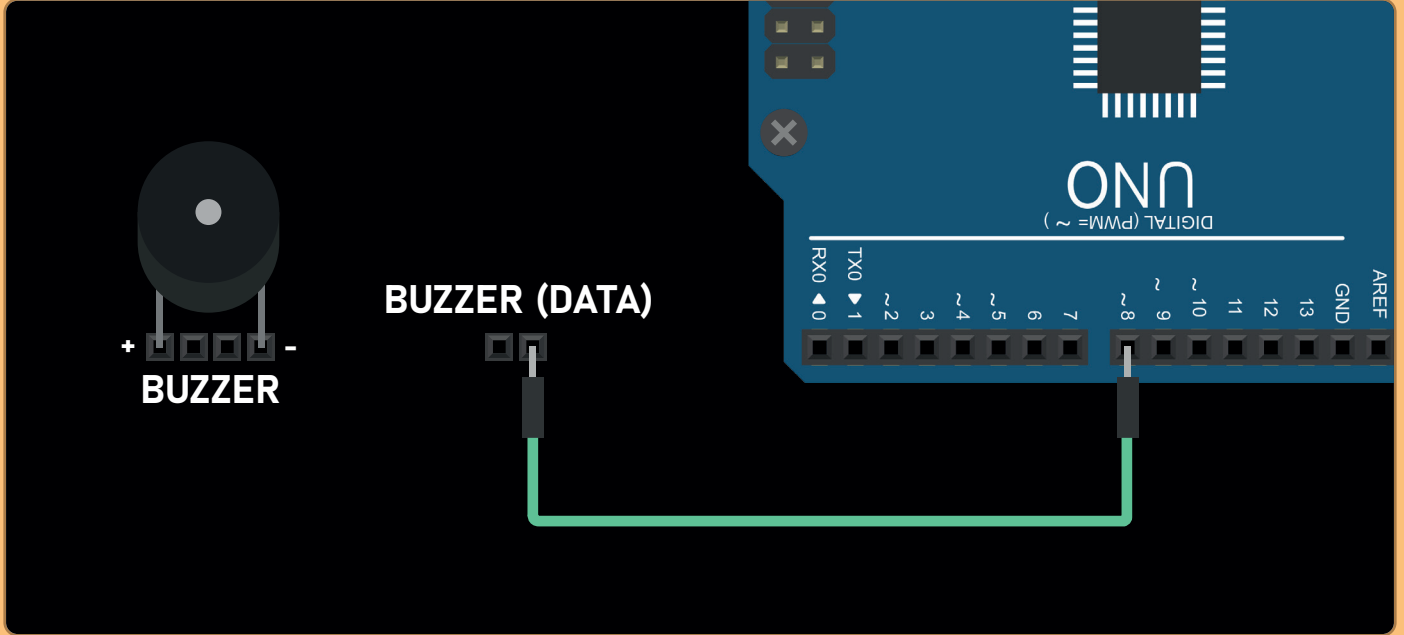 UNO
DIGITAL (PWM= ~ )
RX0 ▶ 0
TX0 ◀ 1
~2
3
~4
~5
6
7
~8
~9
~10
11
12
13
GND
AREF
BUZZER (DATA)
+ -
BUZZER